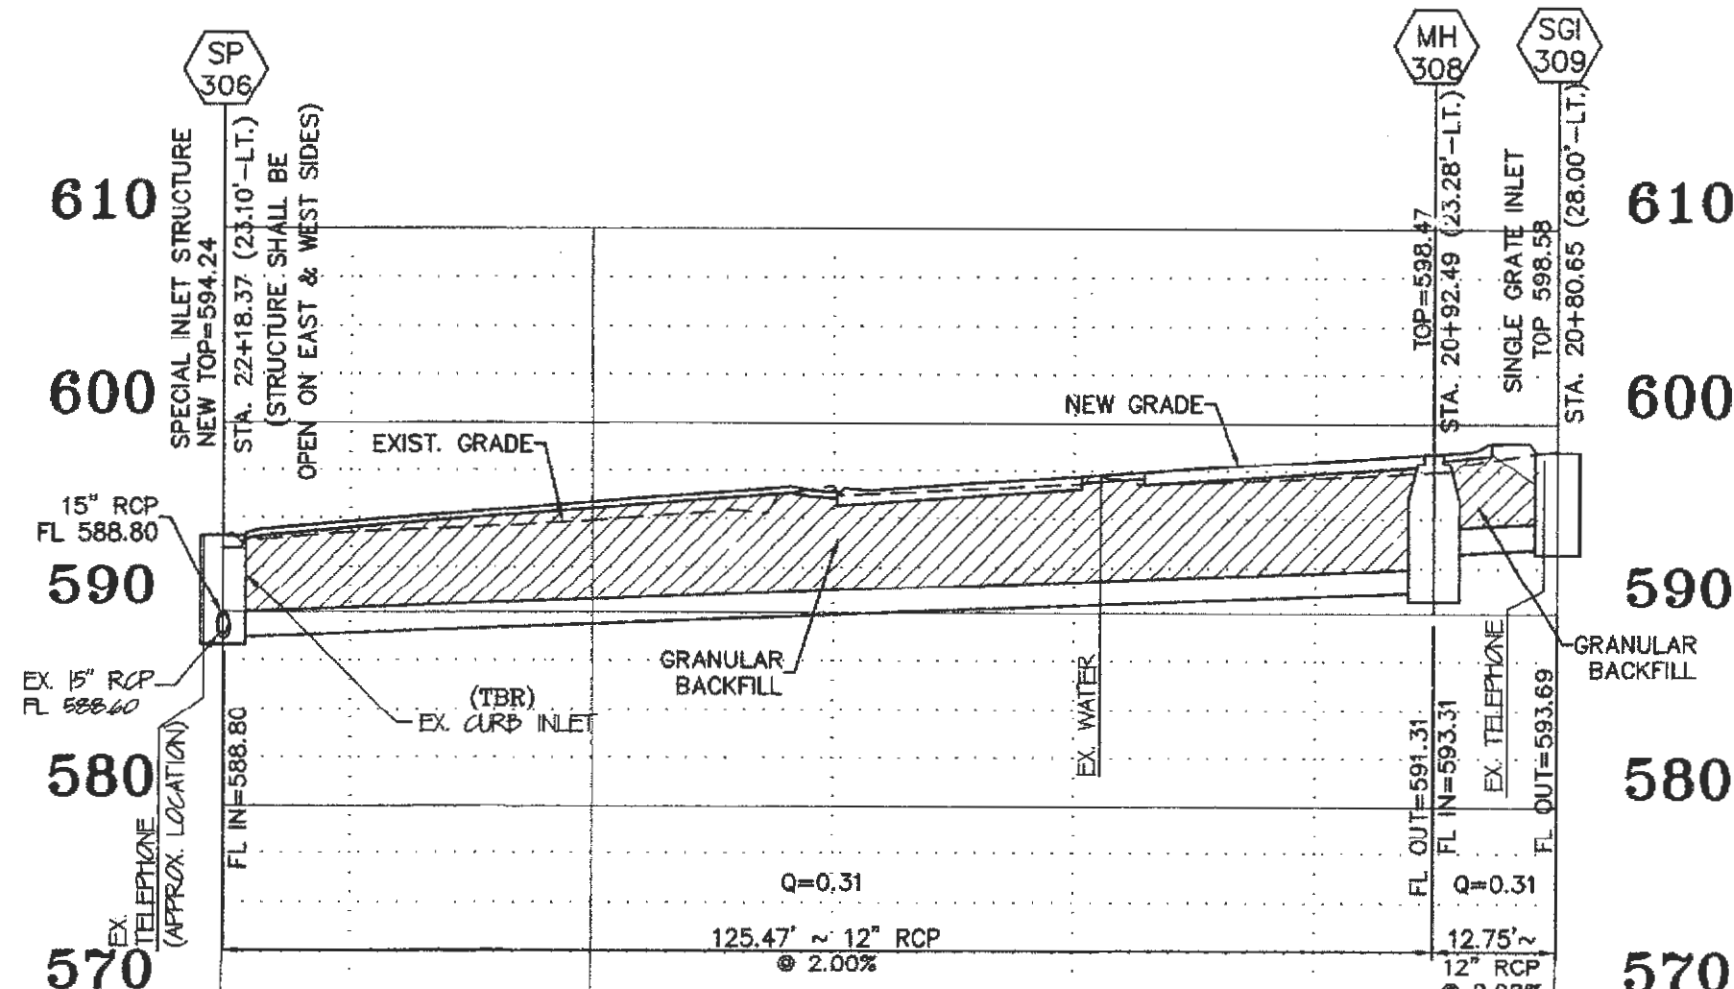 SP
306
MH
308
SGI
309
SPECIAL INLET STRUCTURE
NEW TOP=594.24
STA. 22+18.37 (23.10'-LT.)
(STRUCTURE SHALL BE
OPEN ON EAST & WEST SIDES)
TOP=598.47
STA. 20+92.49 (23.28'-LT.)
SINGLE GRATE INLET
TOP 598.58
STA. 20+80.65 (28.00'-LT.)
610
610
600
600
NEW GRADE
EXIST. GRADE
15" RCP
FL 588.80
590
590
GRANULAR
BACKFILL
GRANULAR
BACKFILL
EX. 15" RCP
FL 588.60
(TBR)
EX. CURB INLET
EX. WATER
EX. TELEPHONE
580
580
FL IN=588.80
FL OUT=591.31
FL IN=593.31
FL OUT=593.69
EX.
TELEPHONE
(APPROX. LOCATION)
Q=0.31
Q=0.31
125.47' ~ 12" RCP
@ 2.00%
12.75'~
12" RCP
570
570